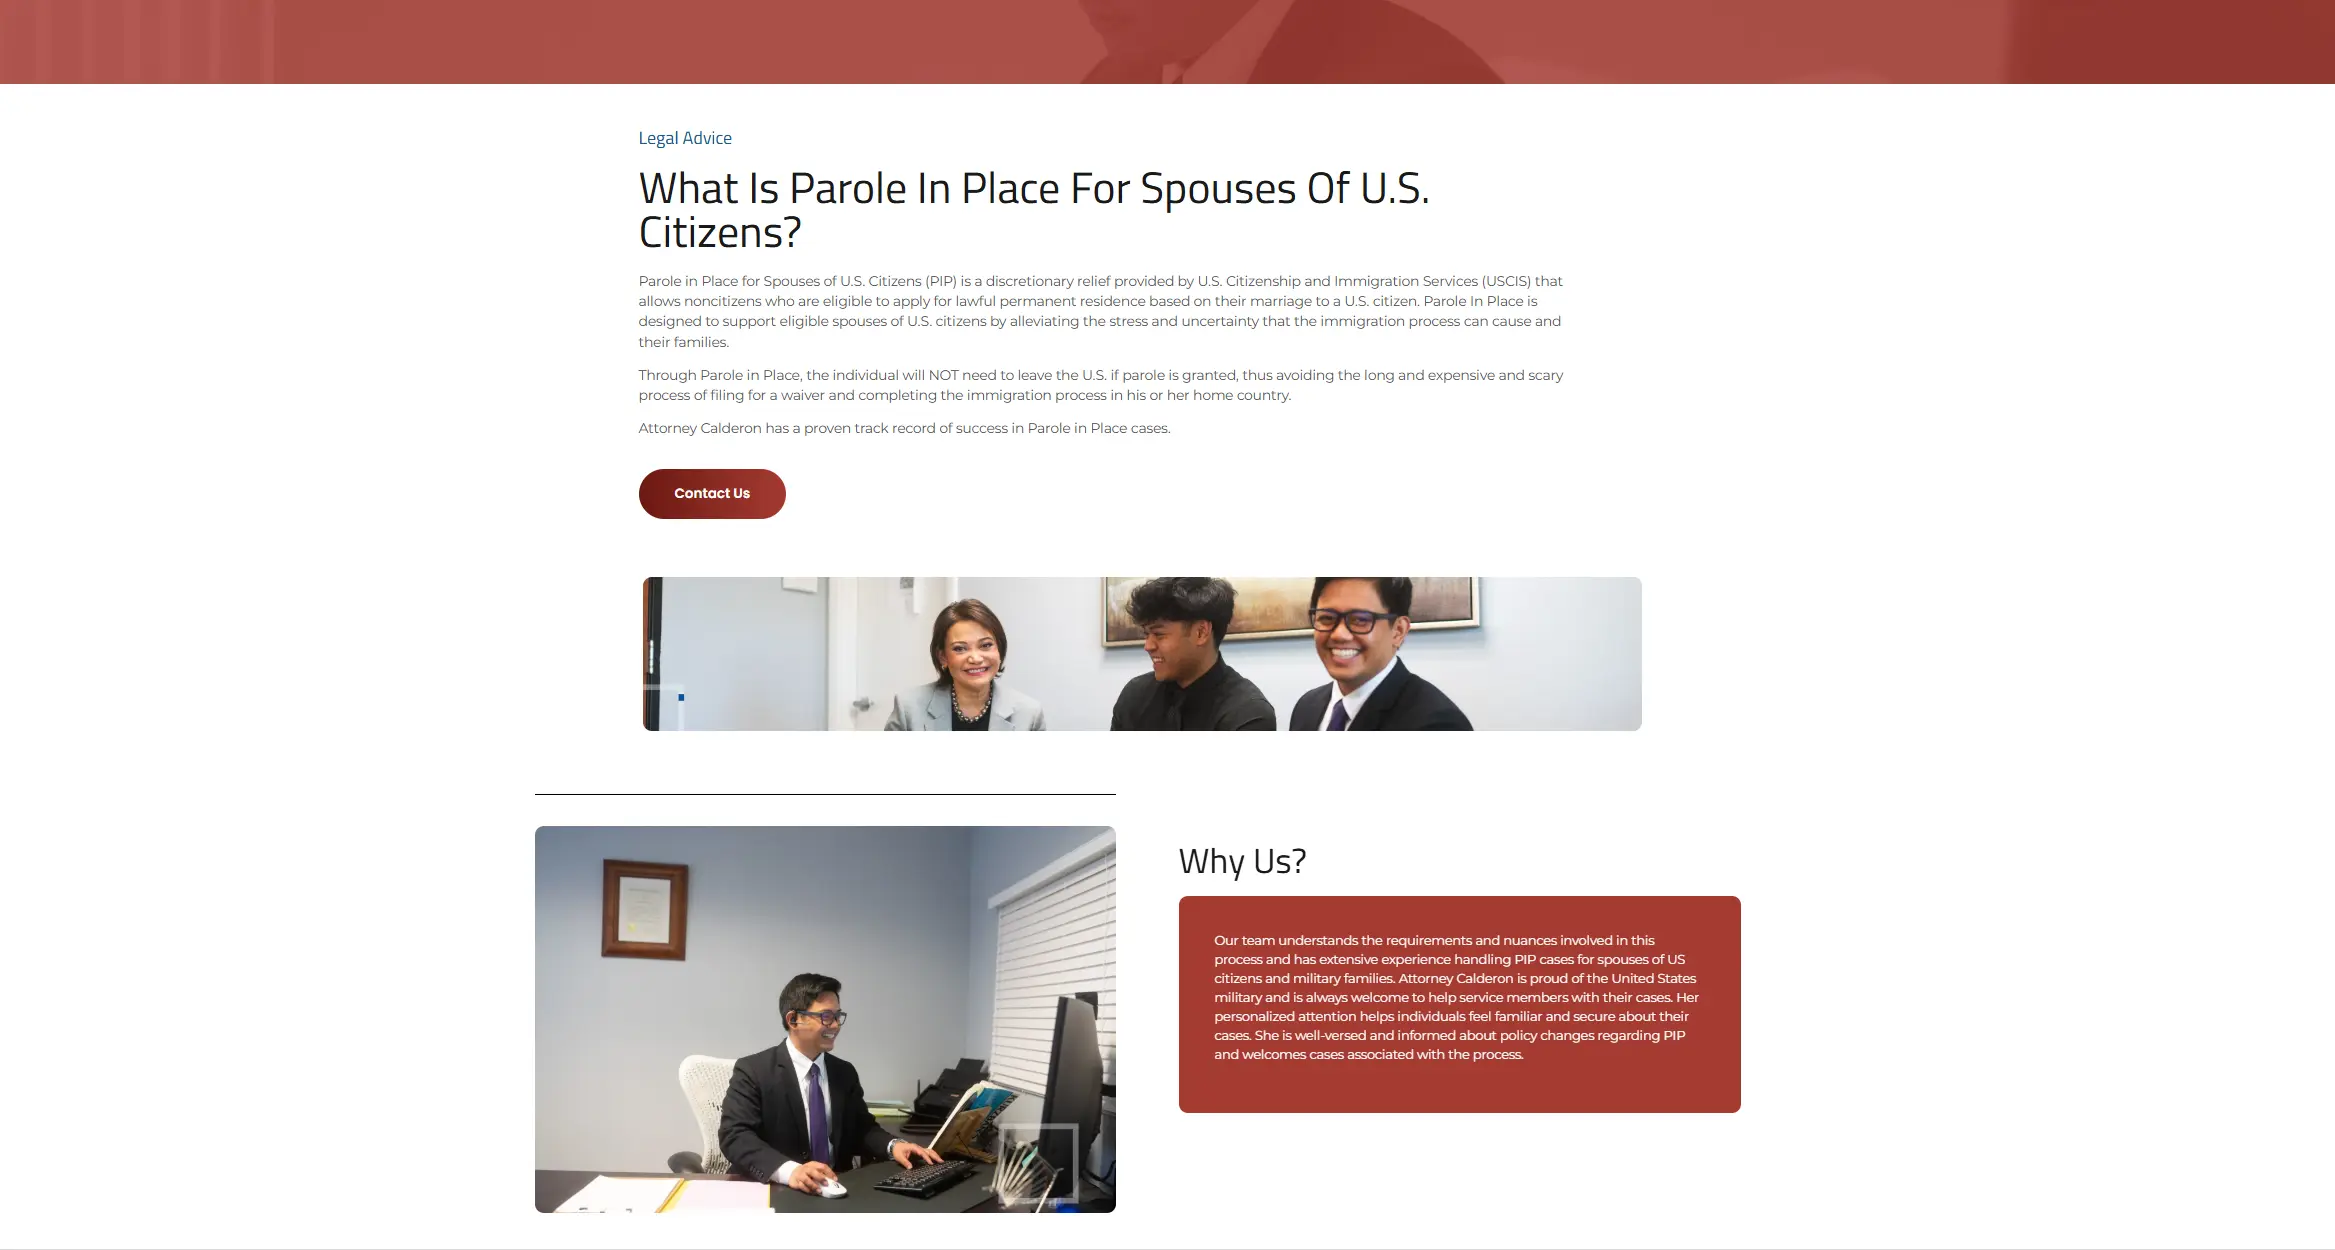 Legal Advice
What Is Parole In Place For Spouses Of U.S.
Citizens?
Parole in Place for Spouses of U.S. Citizens (PIP) is a discretionary relief provided by U.S. Citizenship and Immigration Services (USCIS) that
allows noncitizens who are eligible to apply for lawful permanent residence based on their marriage to a U.S. citizen. Parole In Place is
designed to support eligible spouses of U.S. citizens by alleviating the stress and uncertainty that the immigration process can cause and
their families.
Through Parole in Place, the individual will NOT need to leave the U.S. if parole is granted, thus avoiding the long and expensive and scary
process of filing for a waiver and completing the immigration process in his or her home country.
Attorney Calderon has a proven track record of success in Parole in Place cases.
Contact Us
Why Us?
Our team understands the requirements and nuances involved in this
process and has extensive experience handling PIP cases for spouses of US
citizens and military families. Attorney Calderon is proud of the United States
military and is always welcome to help service members with their cases. Her
personalized attention helps individuals feel familiar and secure about their
cases. She is well-versed and informed about policy changes regarding PIP
and welcomes cases associated with the process.